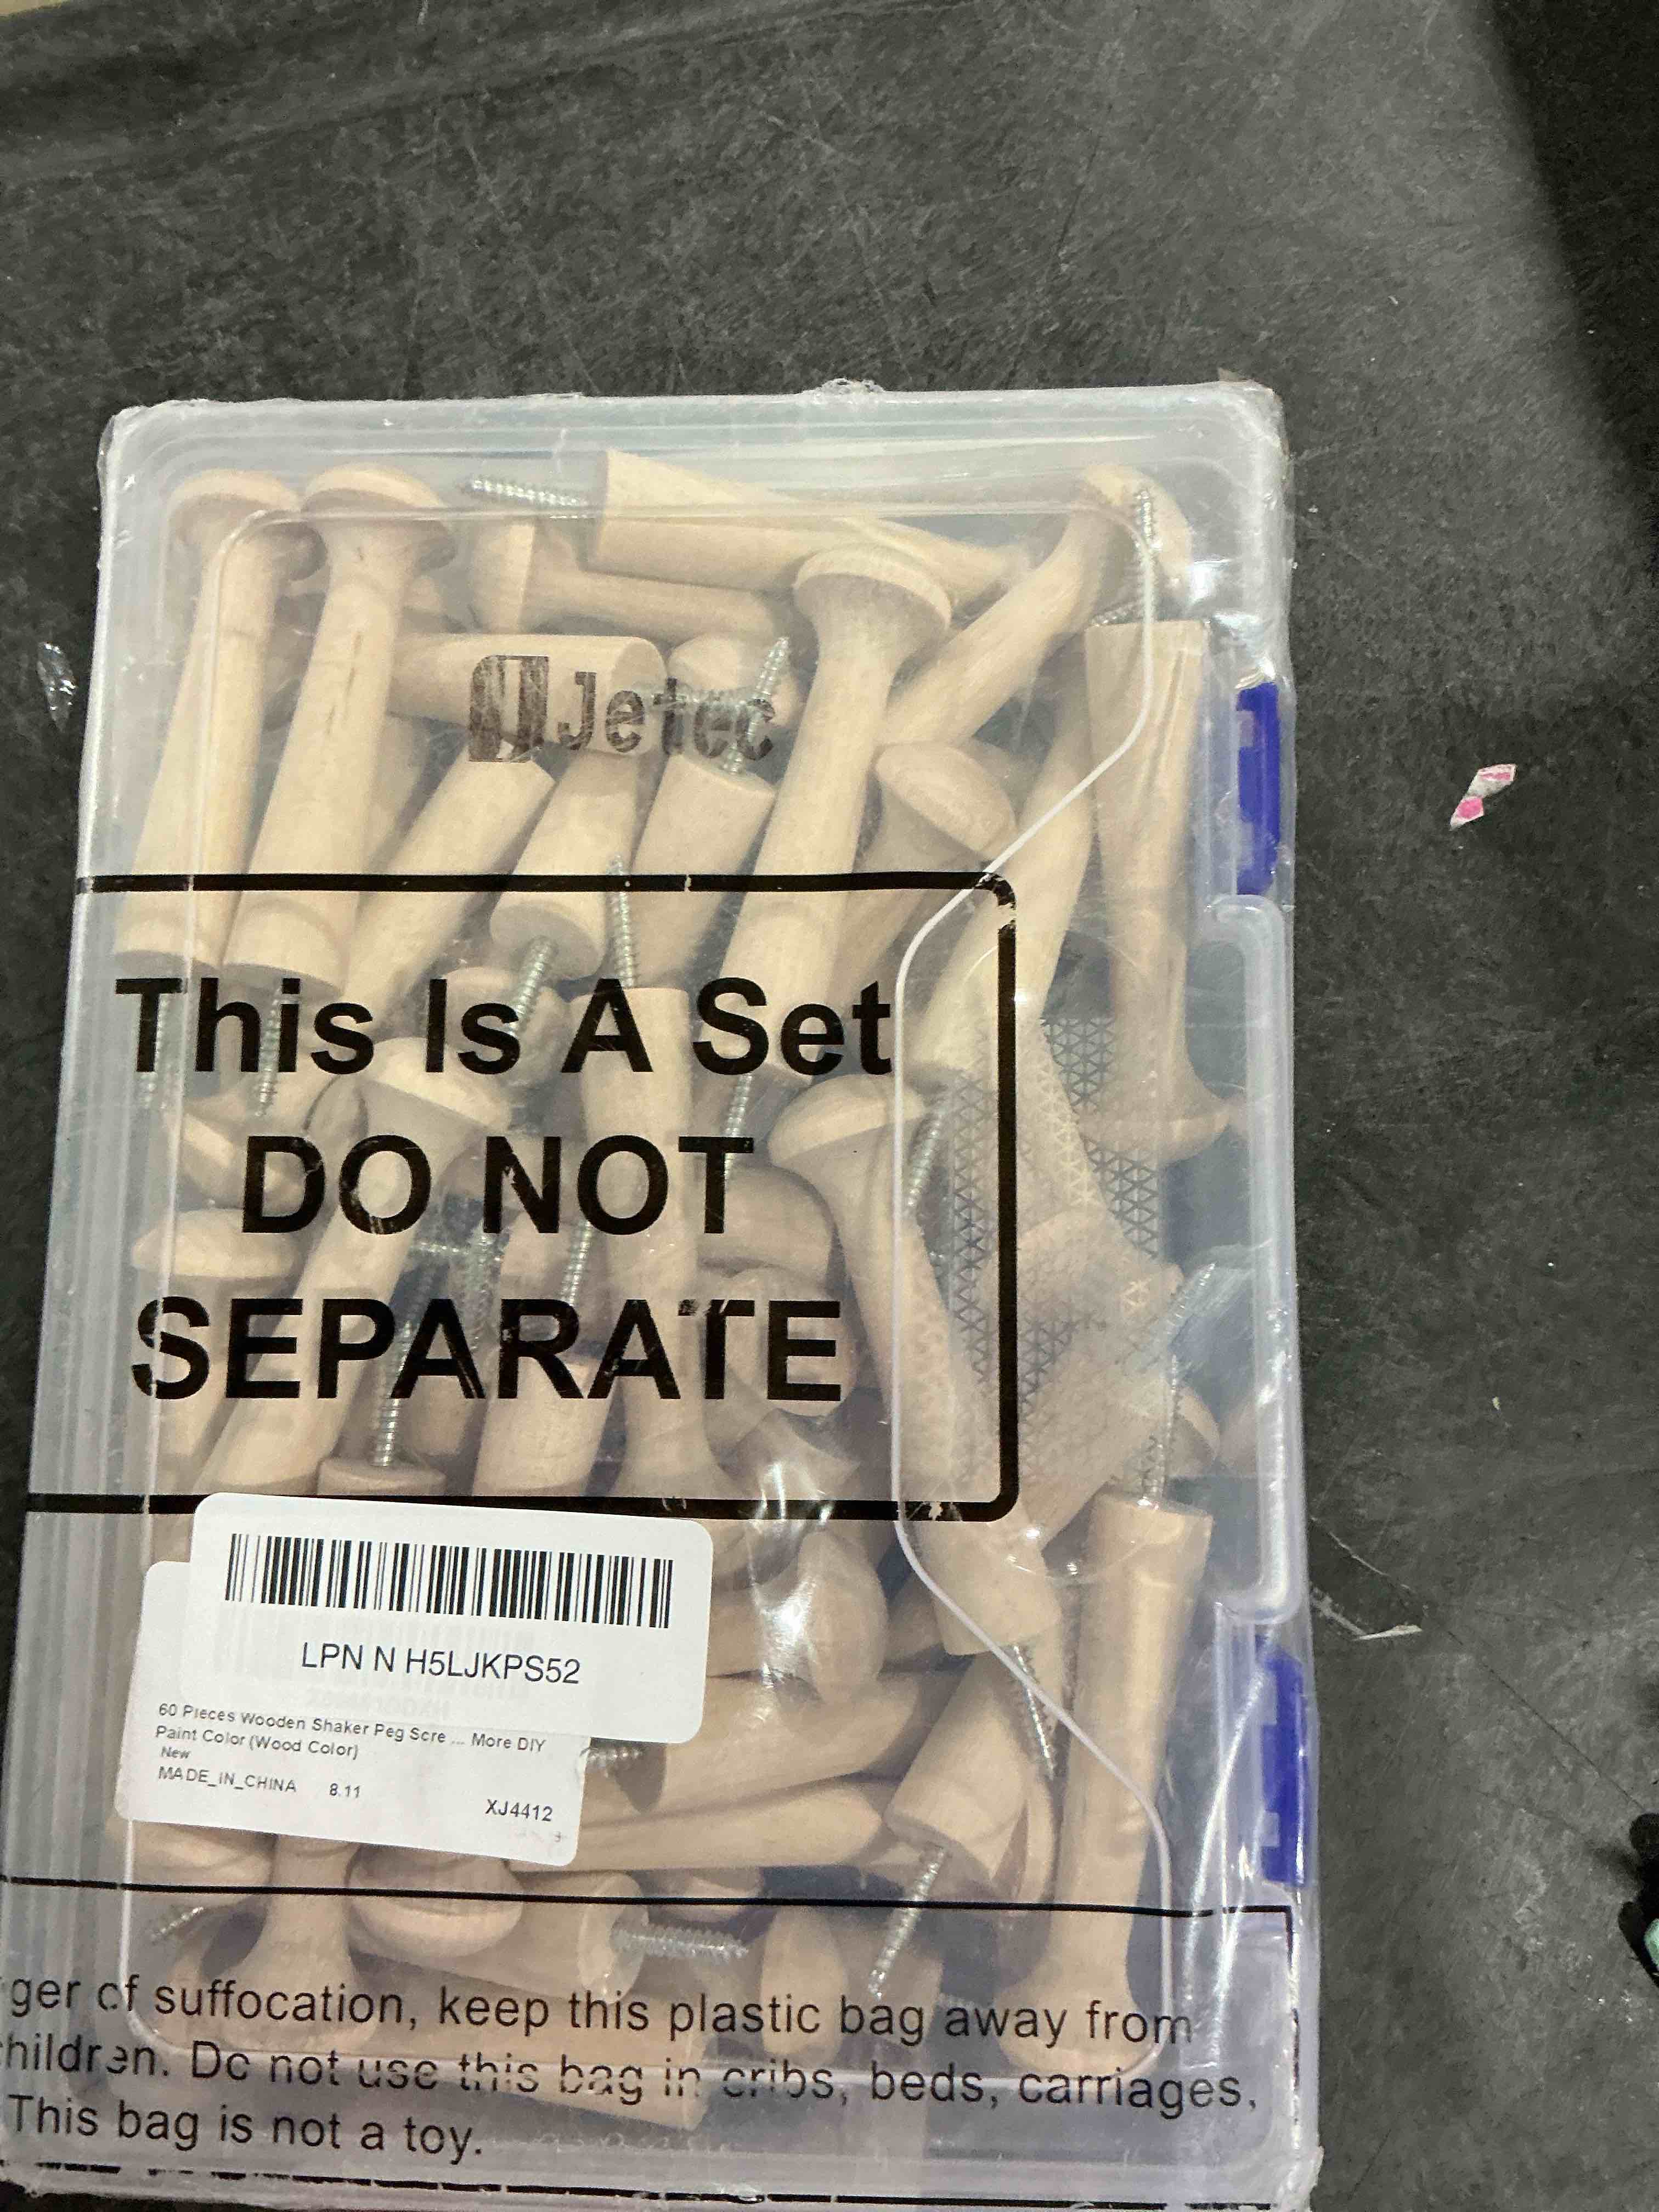 Jetec
This Is A Set
DO NOT
SEPARATE
LPN N H5LJKPS52
60 Pieces Wooden Shaker Peg Scre ... More DIY
Paint Color (Wood Color)
New
MADE_IN_CHINA 8.11
XJ4412
ger of suffocation, keep this plastic bag away from
hildren. Do not use this bag in cribs, beds, carriages,
This bag is not a toy.